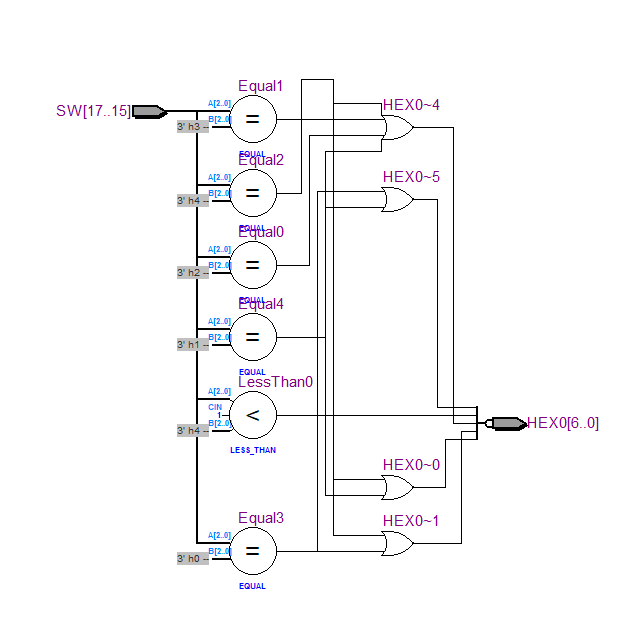 Equal1
SW[17..15]
A[2..0]
B[2..0]
3' h3 --
=
EQUAL
HEX0~4
Equal2
A[2..0]
B[2..0]
3' h4 --
=
EQUAL
HEX0~5
Equal0
A[2..0]
B[2..0]
3' h2 --
=
EQUAL
Equal4
A[2..0]
B[2..0]
3' h1 --
=
EQUAL
LessThan0
A[2..0]
CIN
1
B[2..0]
3' h4 --
<
LESS_THAN
HEX0[6..0]
HEX0~0
Equal3
A[2..0]
B[2..0]
3' h0 --
=
EQUAL
HEX0~1